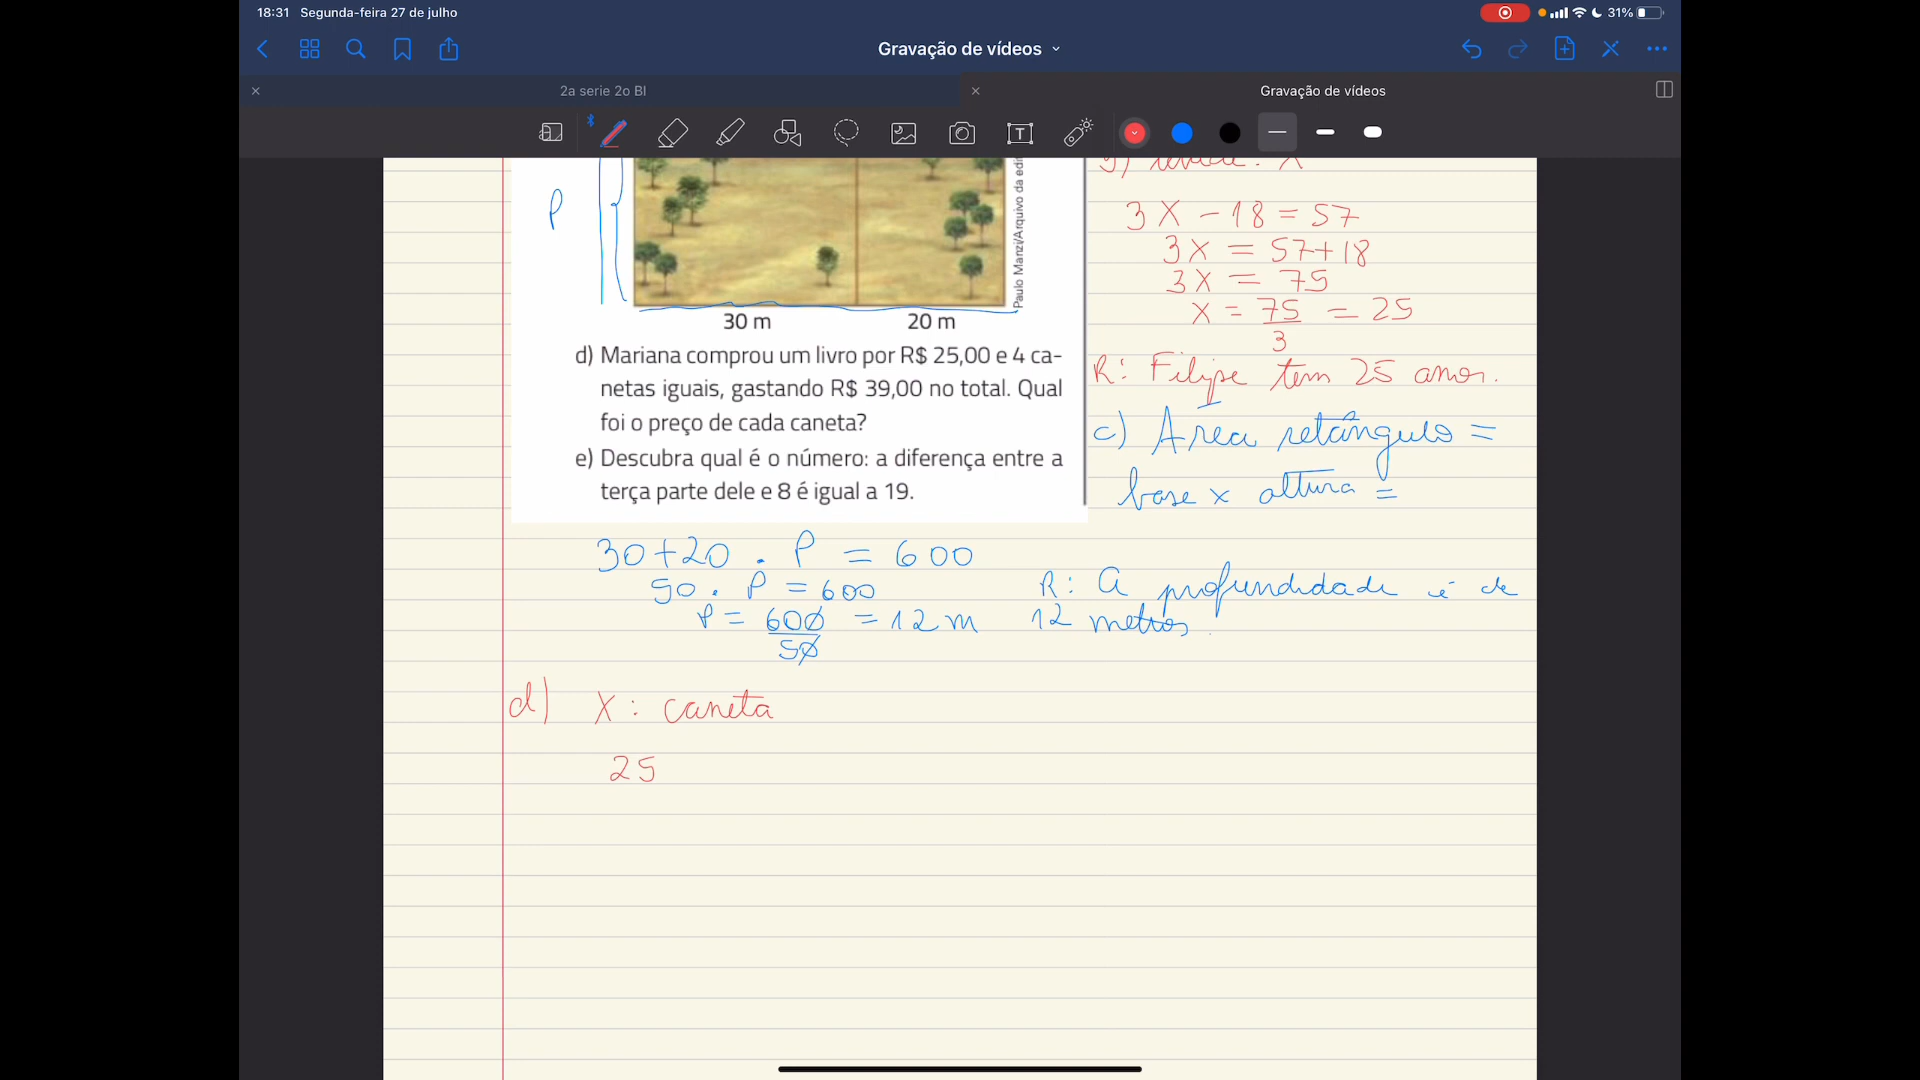 18:31 Segunda-feira 27 de julho
31%
Gravação de vídeos
2a serie 2o BI
Gravação de vídeos
P
Paulo Manzi/Arquivo da edi
30 m 20 m
d) Mariana comprou um livro por R$ 25,00 e 4 ca-
netas iguais, gastando R$ 39,00 no total. Qual
foi o preço de cada caneta?
e) Descubra qual é o número: a diferença entre a
terça parte dele e 8 é igual a 19.
3X - 18 = 57
3X = 57+18
3X = 75
X = 75/3 = 25
R: Filipe tem 25 anos.
c) Área retângulo =
base x altura =
30+20 . P = 600
50 . P = 600
P = 600/50 = 12 m
R: A profundidade é de
12 metros.
d) X: caneta
25